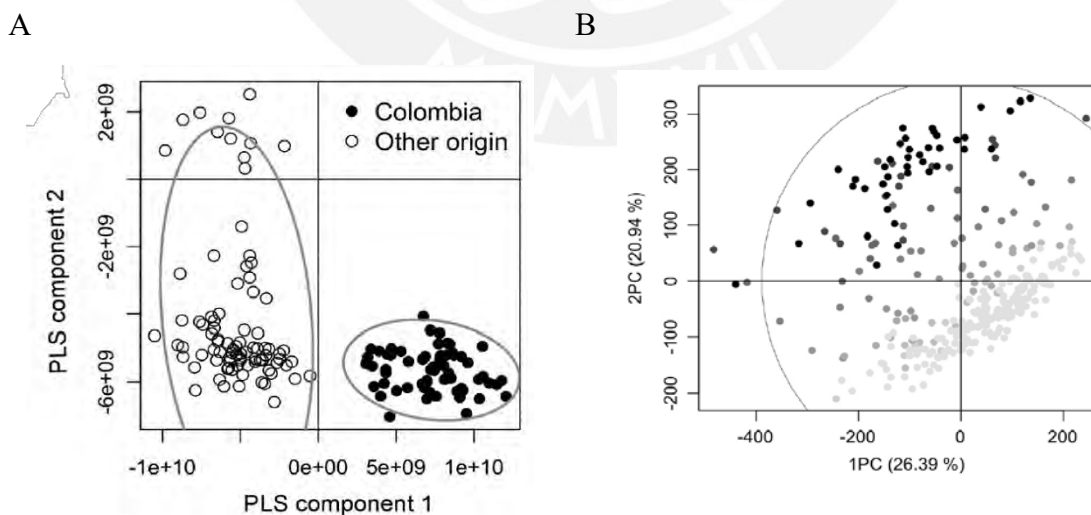 A
B
Colombia
Other origin
2e+09
-2e+09
-6e+09
PLS component 2
-1e+10
0e+00
5e+09
1e+10
PLS component 1
300
200
100
0
-100
-200
2PC (20.94 %)
-400
-200
0
200
1PC (26.39 %)